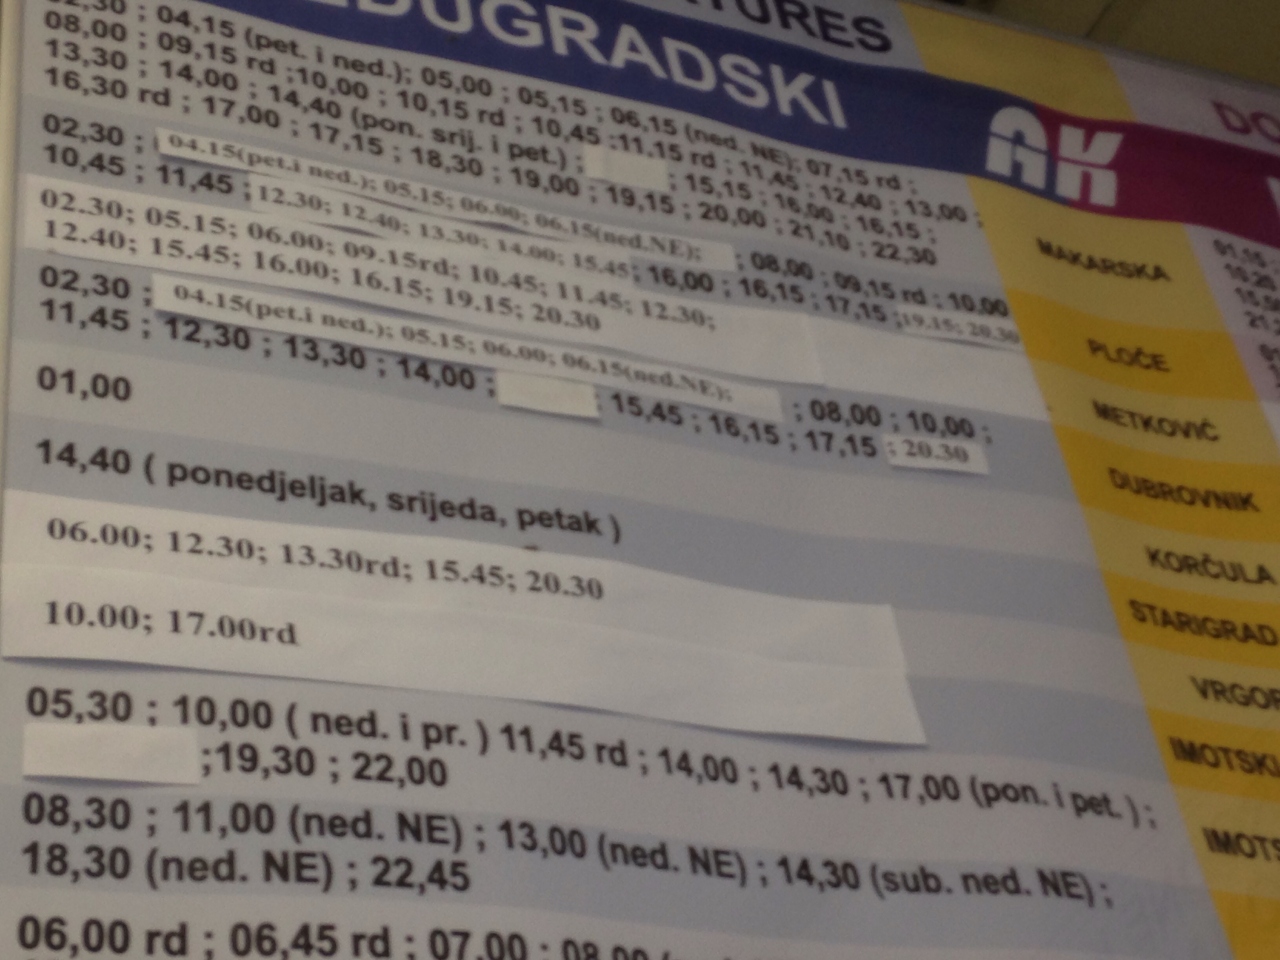 TURES
EDUGRADSKI
AK
DO
02,30 ; 04,15 (pet. i ned.); 05,00 ; 05,15 ; 06,15 (ned. NE); 07,15 rd ;
08,00 ; 09,15 rd ;10,00 ; 10,15 rd ; 10,45 ;11,15 rd ; 11,45 ; 12,40 ; 13,00 ;
13,30 ; 14,00 ; 14,40 (pon. srij. i pet.) ; ; 15,15 ; 16,00 ; 16,15 ;
16,30 rd ; 17,00 ; 17,15 ; 18,30 ; 19,00 ; 19,15 ; 20,00 ; 21,10 ; 22,30
MAKARSKA
02,30 ; 04.15(pet.i ned.); 05.15; 06.00; 06.15(ned.NE); ; 08,00 ; 09,15 rd ; 10,00
10,45 ; 11,45 ; 12.30; 12.40; 13.30; 14.00; 15.45; 16,00 ; 16,15 ; 17,15 ;19.15; 20.30
PLOČE
02.30; 05.15; 06.00; 09.15rd; 10.45; 11.45; 12.30;
12.40; 15.45; 16.00; 16.15; 19.15; 20.30
METKOVIĆ
02,30 ; 04.15(pet.i ned.); 05.15; 06.00; 06.15(ned.NE); ; 08,00 ; 10,00 ;
11,45 ; 12,30 ; 13,30 ; 14,00 ; ; 15,45 ; 16,15 ; 17,15 ; 20.30
DUBROVNIK
01,00
KORČULA
14,40 ( ponedjeljak, srijeda, petak )
STARIGRAD
06.00; 12.30; 13.30rd; 15.45; 20.30
VRGOR
10.00; 17.00rd
IMOTSKI
05,30 ; 10,00 ( ned. i pr. ) 11,45 rd ; 14,00 ; 14,30 ; 17,00 (pon. i pet. ) ;
;19,30 ; 22,00
IMOTS
08,30 ; 11,00 (ned. NE) ; 13,00 (ned. NE) ; 14,30 (sub. ned. NE) ;
18,30 (ned. NE) ; 22,45
06,00 rd ; 06,45 rd ; 07,00 ; 08,00